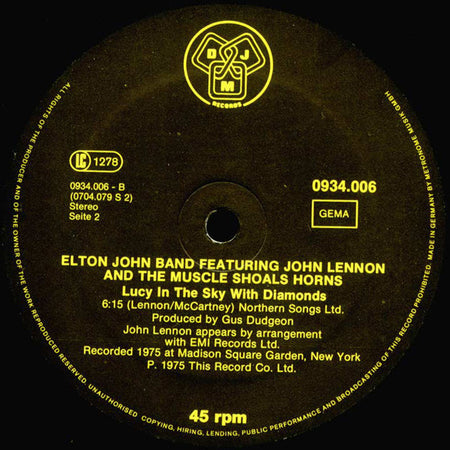 D J
M
RECORDS
LC 1278
0934.006 - B
(0704.079 S 2)
Stereo
Seite 2
0934.006
GEMA
ELTON JOHN BAND FEATURING JOHN LENNON
AND THE MUSCLE SHOALS HORNS
Lucy In The Sky With Diamonds
6:15 (Lennon/McCartney) Northern Songs Ltd.
Produced by Gus Dudgeon
John Lennon appears by arrangement
with EMI Records Ltd.
Recorded 1975 at Madison Square Garden, New York
P. 1975 This Record Co. Ltd.
45 rpm
ALL RIGHTS OF THE PRODUCER AND OF THE OWNER OF THE WORK REPRODUCED RESERVED. UNAUTHORISED COPYING, HIRING, LENDING, PUBLIC PERFORMANCE AND BROADCASTING OF THIS RECORD PROHIBITED. MADE IN GERMANY BY METRONOME MUSIK GMBH